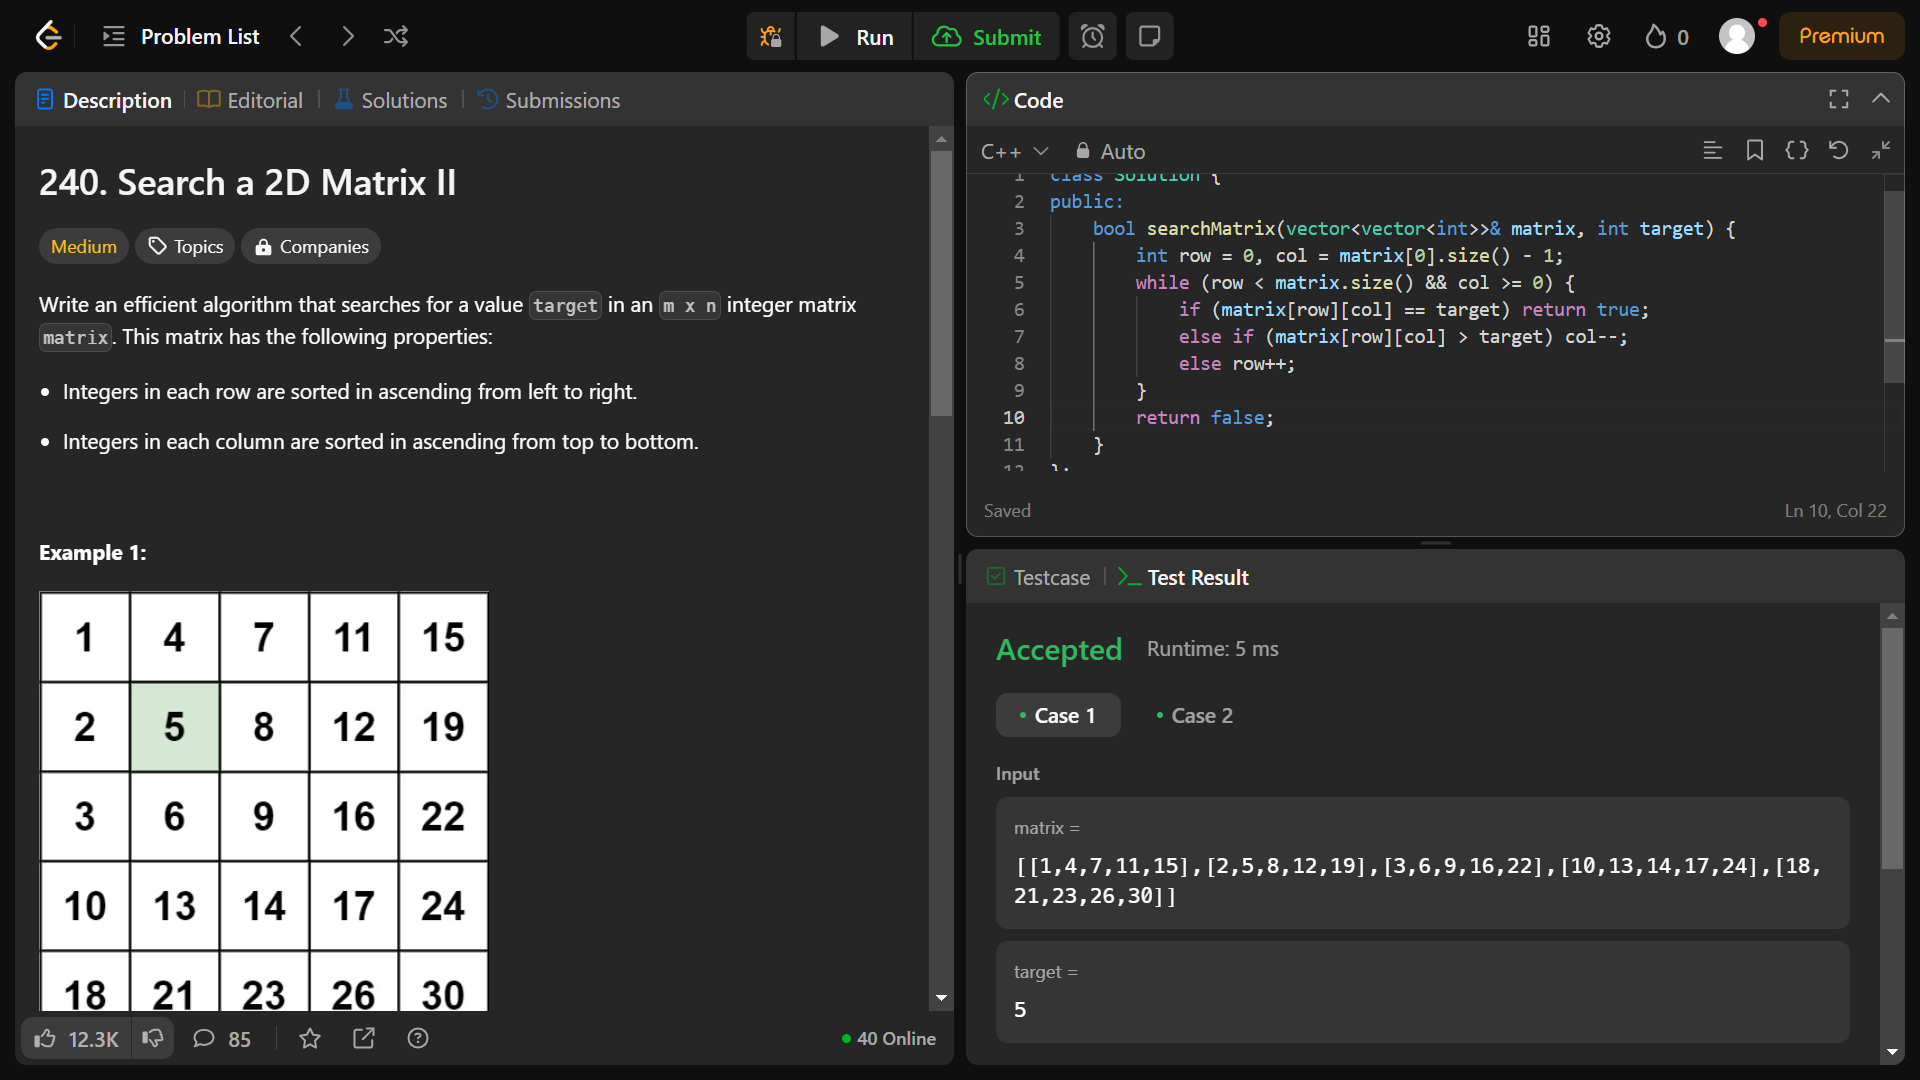 Problem List
Run
Submit
0
Premium
Description
Editorial
Solutions
Submissions
240. Search a 2D Matrix II
Medium
Topics
Companies
Write an efficient algorithm that searches for a value target in an m x n integer matrix
matrix. This matrix has the following properties:
• Integers in each row are sorted in ascending from left to right.
• Integers in each column are sorted in ascending from top to bottom.
Example 1:
1 4 7 11 15
2 5 8 12 19
3 6 9 16 22
10 13 14 17 24
18 21 23 26 30
12.3K
85
40 Online
</> Code
C++
Auto
1 class Solution {
2 public:
3 bool searchMatrix(vector<vector<int>>& matrix, int target) {
4 int row = 0, col = matrix[0].size() - 1;
5 while (row < matrix.size() && col >= 0) {
6 if (matrix[row][col] == target) return true;
7 else if (matrix[row][col] > target) col--;
8 else row++;
9 }
10 return false;
11 }
12 };
Saved
Ln 10, Col 22
Testcase
Test Result
Accepted
Runtime: 5 ms
• Case 1
• Case 2
Input
matrix =
[[1,4,7,11,15],[2,5,8,12,19],[3,6,9,16,22],[10,13,14,17,24],[18,
21,23,26,30]]
target =
5